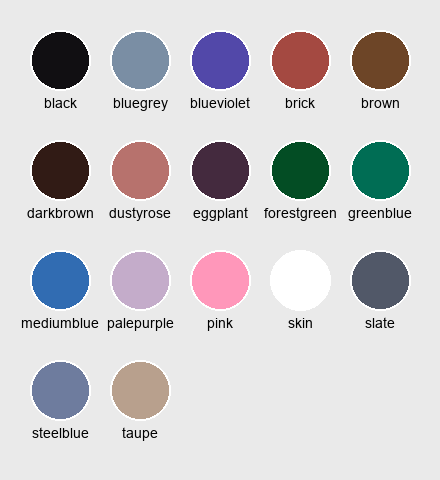 black bluegrey blueviolet brick brown
darkbrown dustyrose eggplant forestgreen greenblue
mediumblue palepurple pink skin slate
steelblue taupe